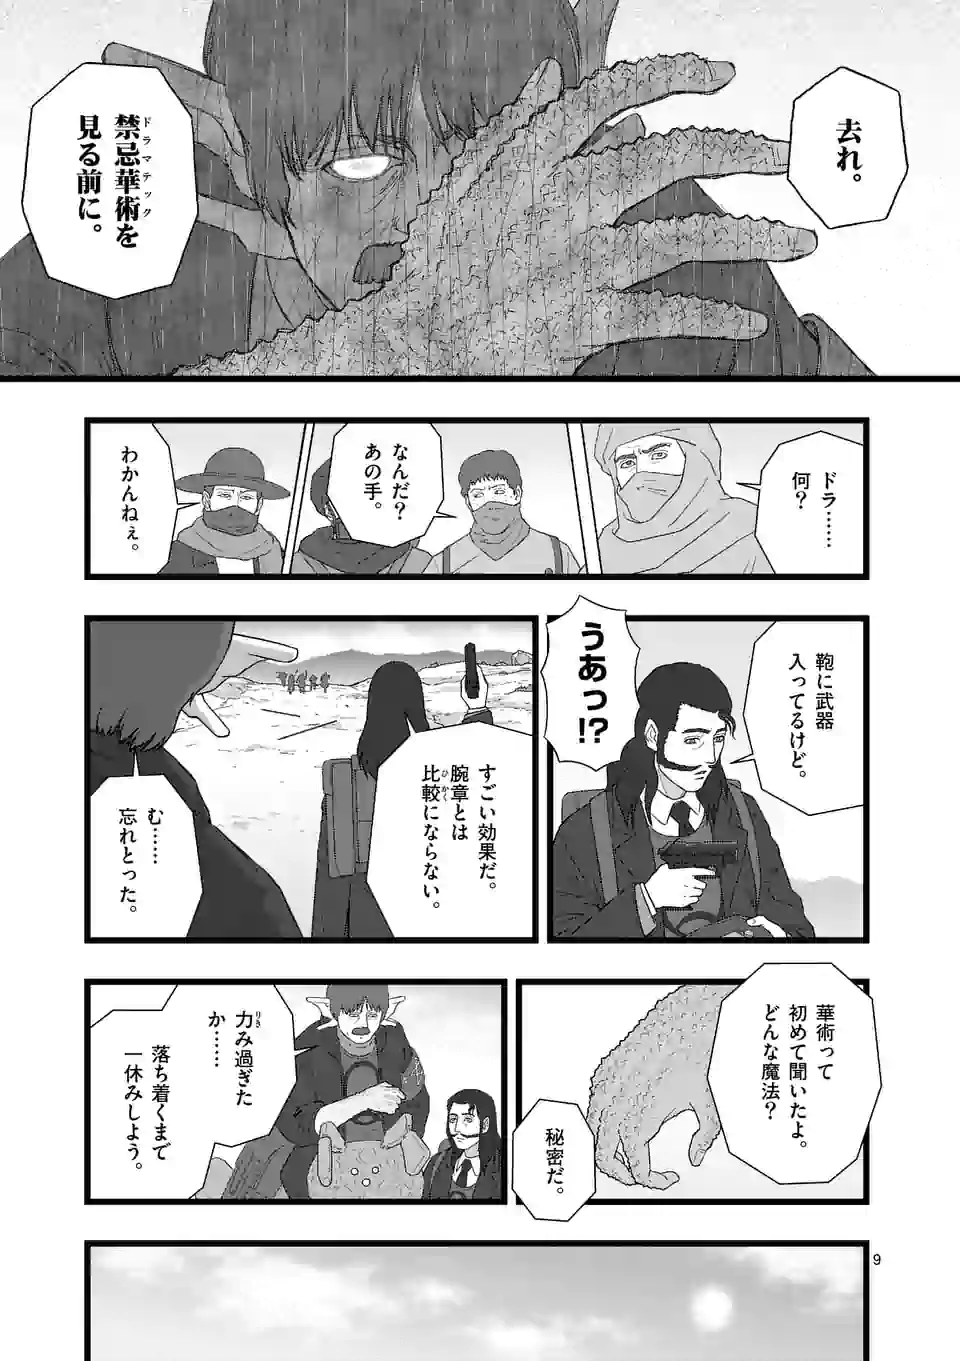 去れ。
禁忌華術を
ドラマテック
見る前に。
ドラ……
何?
なんだ?
あの手。
わかんねぇ。
鞄に武器
入ってるけど。
うあっ!?
すごい効果だ。
腕章とは
比較にならない。
ひかく
む……
忘れとった。
華術って
初めて聞いたよ。
どんな魔法?
秘密だ。
力み過ぎた
りき
か……
落ち着くまで
一休みしよう。
9